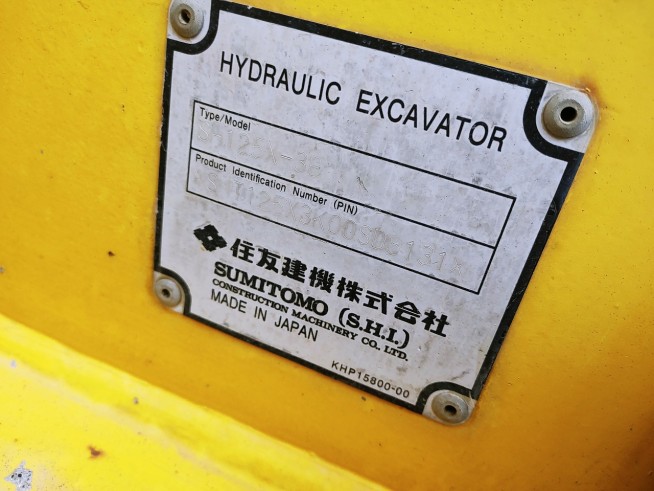 HYDRAULIC EXCAVATOR
Type/Model
Product Identification Number (PIN)
住友建機株式会社
SUMITOMO (S.H.I.)
CONSTRUCTION MACHINERY CO., LTD.
MADE IN JAPAN
KHP15800-00